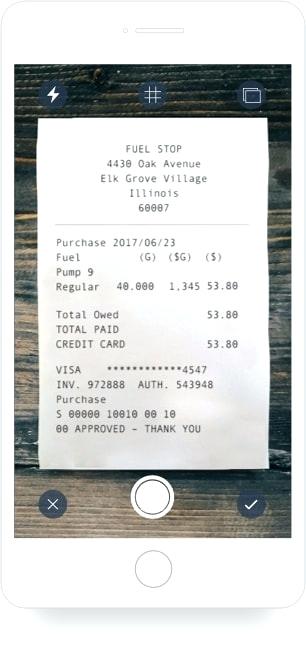 FUEL STOP
4430 Oak Avenue
Elk Grove Village
Illinois
60007
Purchase 2017/06/23
Fuel (G) ($G) ($)
Pump 9
Regular 40.000 1,345 53.80
Total Owed 53.80
TOTAL PAID
CREDIT CARD 53.80
VISA ************4547
INV. 972888 AUTH. 543948
Purchase
S 00000 10010 00 10
00 APPROVED – THANK YOU